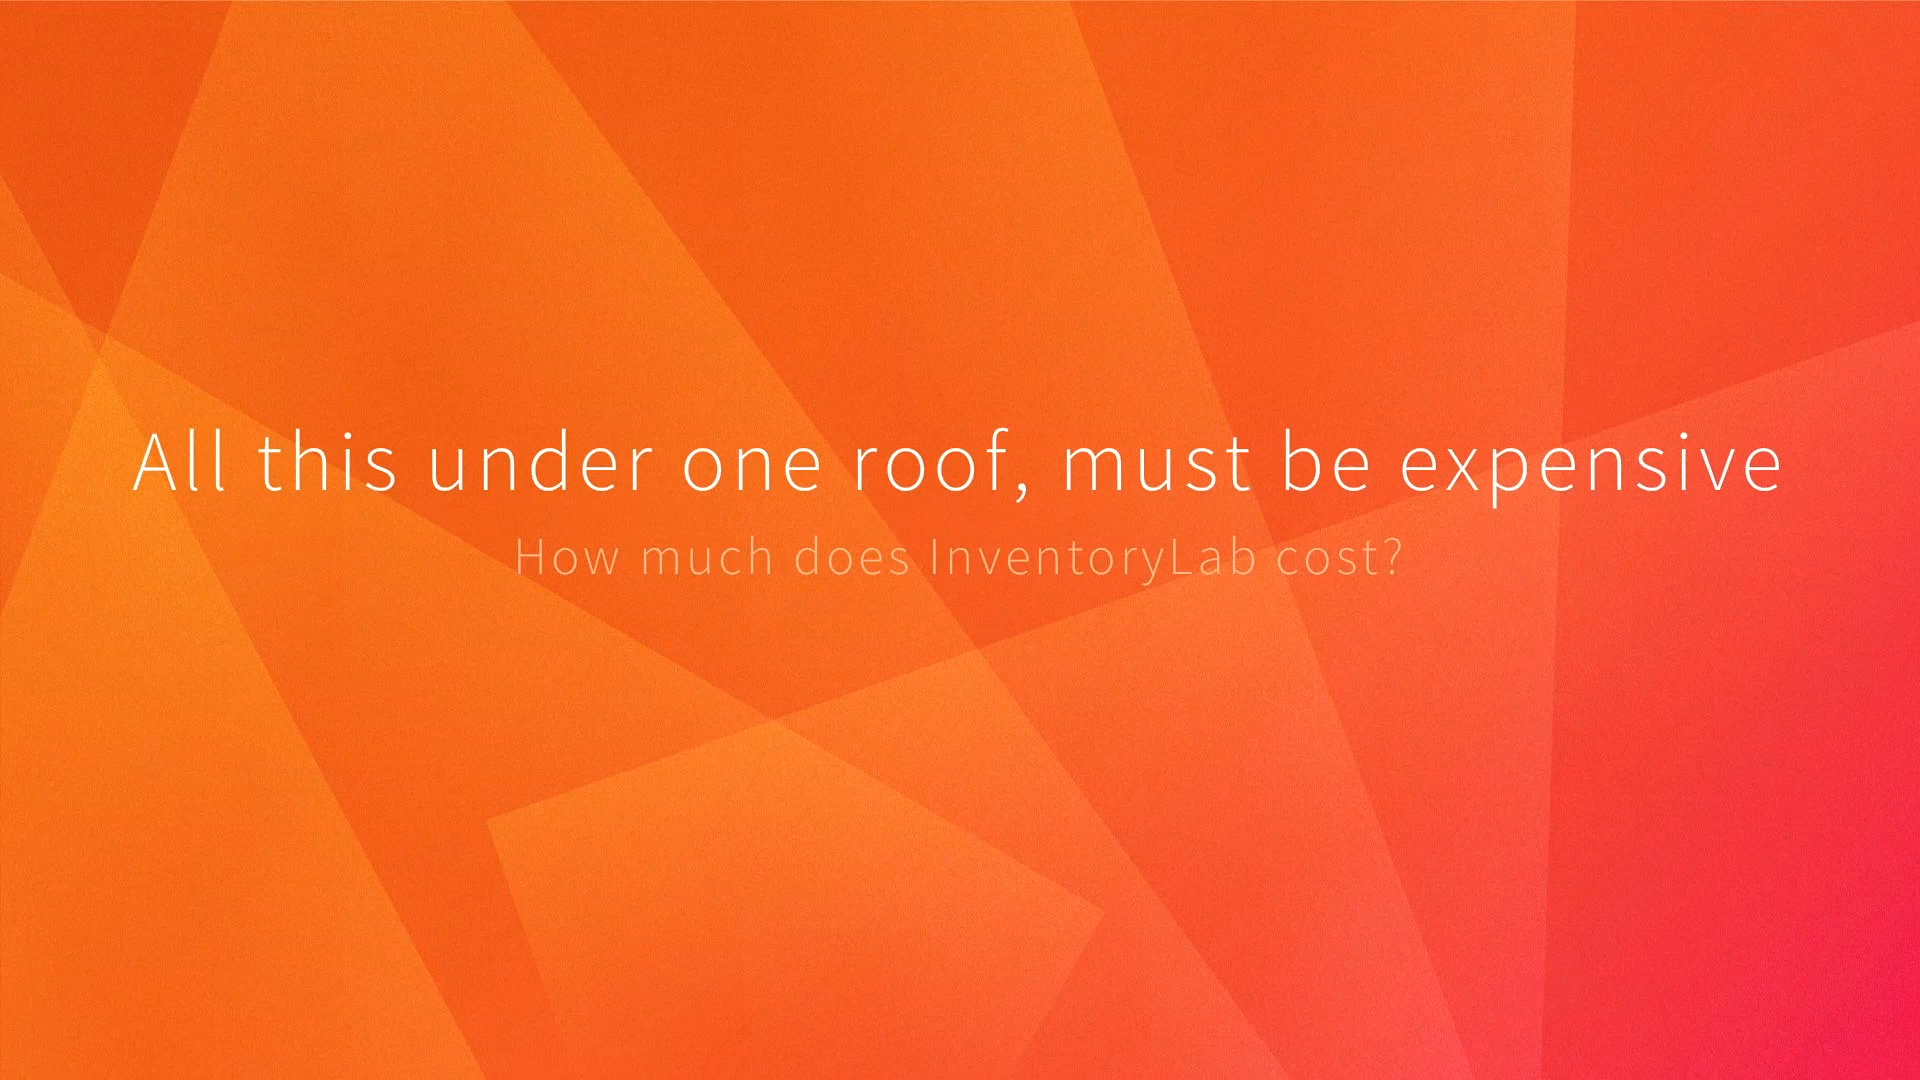 All this under one roof, must be expensive
How much does InventoryLab cost?